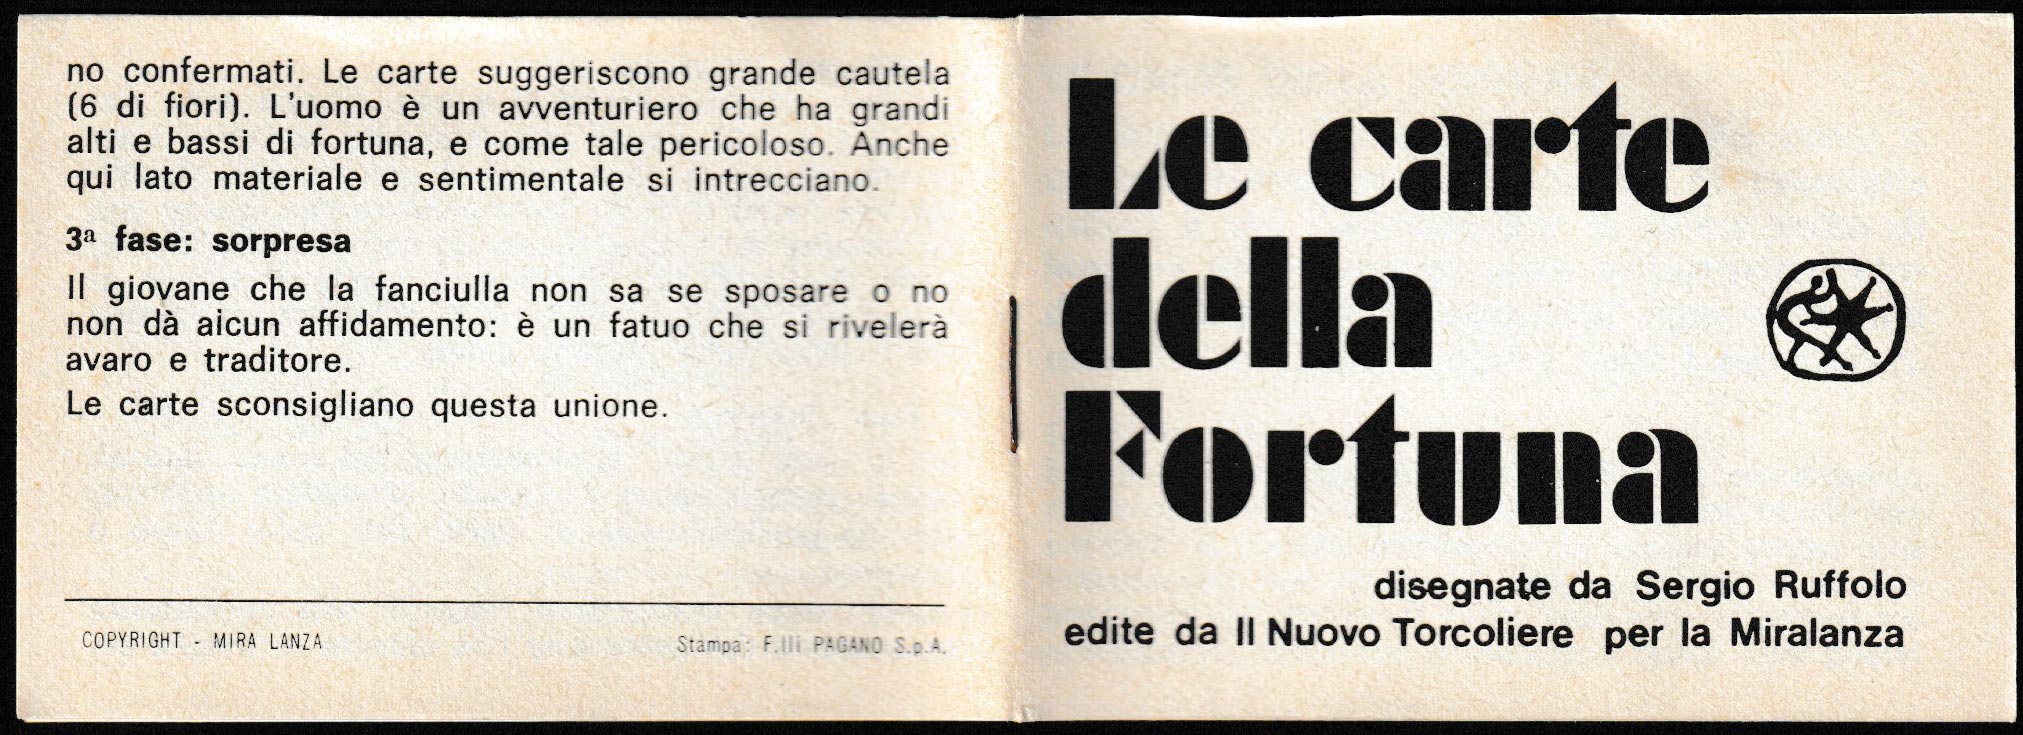 no confermati. Le carte suggeriscono grande cautela
(6 di fiori). L'uomo è un avventuriero che ha grandi
alti e bassi di fortuna, e come tale pericoloso. Anche
qui lato materiale e sentimentale si intrecciano.
3ª fase: sorpresa
Il giovane che la fanciulla non sa se sposare o no
non dà aicun affidamento: è un fatuo che si rivelerà
avaro e traditore.
Le carte sconsigliano questa unione.
COPYRIGHT - MIRA LANZA
Stampa: F.lli PAGANO S.p.A.
Le carte
della
Fortuna
disegnate da Sergio Ruffolo
edite da Il Nuovo Torcoliere per la Miralanza